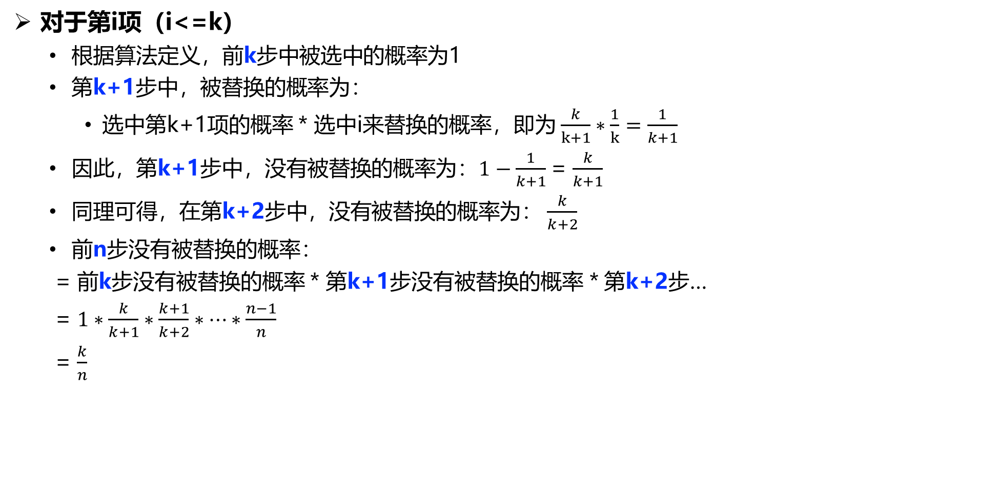 ➢ 对于第i项（i<=k）
• 根据算法定义，前k步中被选中的概率为1
• 第k+1步中，被替换的概率为：
• 选中第k+1项的概率 * 选中i来替换的概率，即为 \frac{k}{k+1} * \frac{1}{k} = \frac{1}{k+1}
• 因此，第k+1步中，没有被替换的概率为：1 − \frac{1}{k+1} = \frac{k}{k+1}
• 同理可得，在第k+2步中，没有被替换的概率为： \frac{k}{k+2}
• 前n步没有被替换的概率：
= 前k步没有被替换的概率 * 第k+1步没有被替换的概率 * 第k+2步…
= 1 * \frac{k}{k+1} * \frac{k+1}{k+2} * ⋯ * \frac{n−1}{n}
= \frac{k}{n}